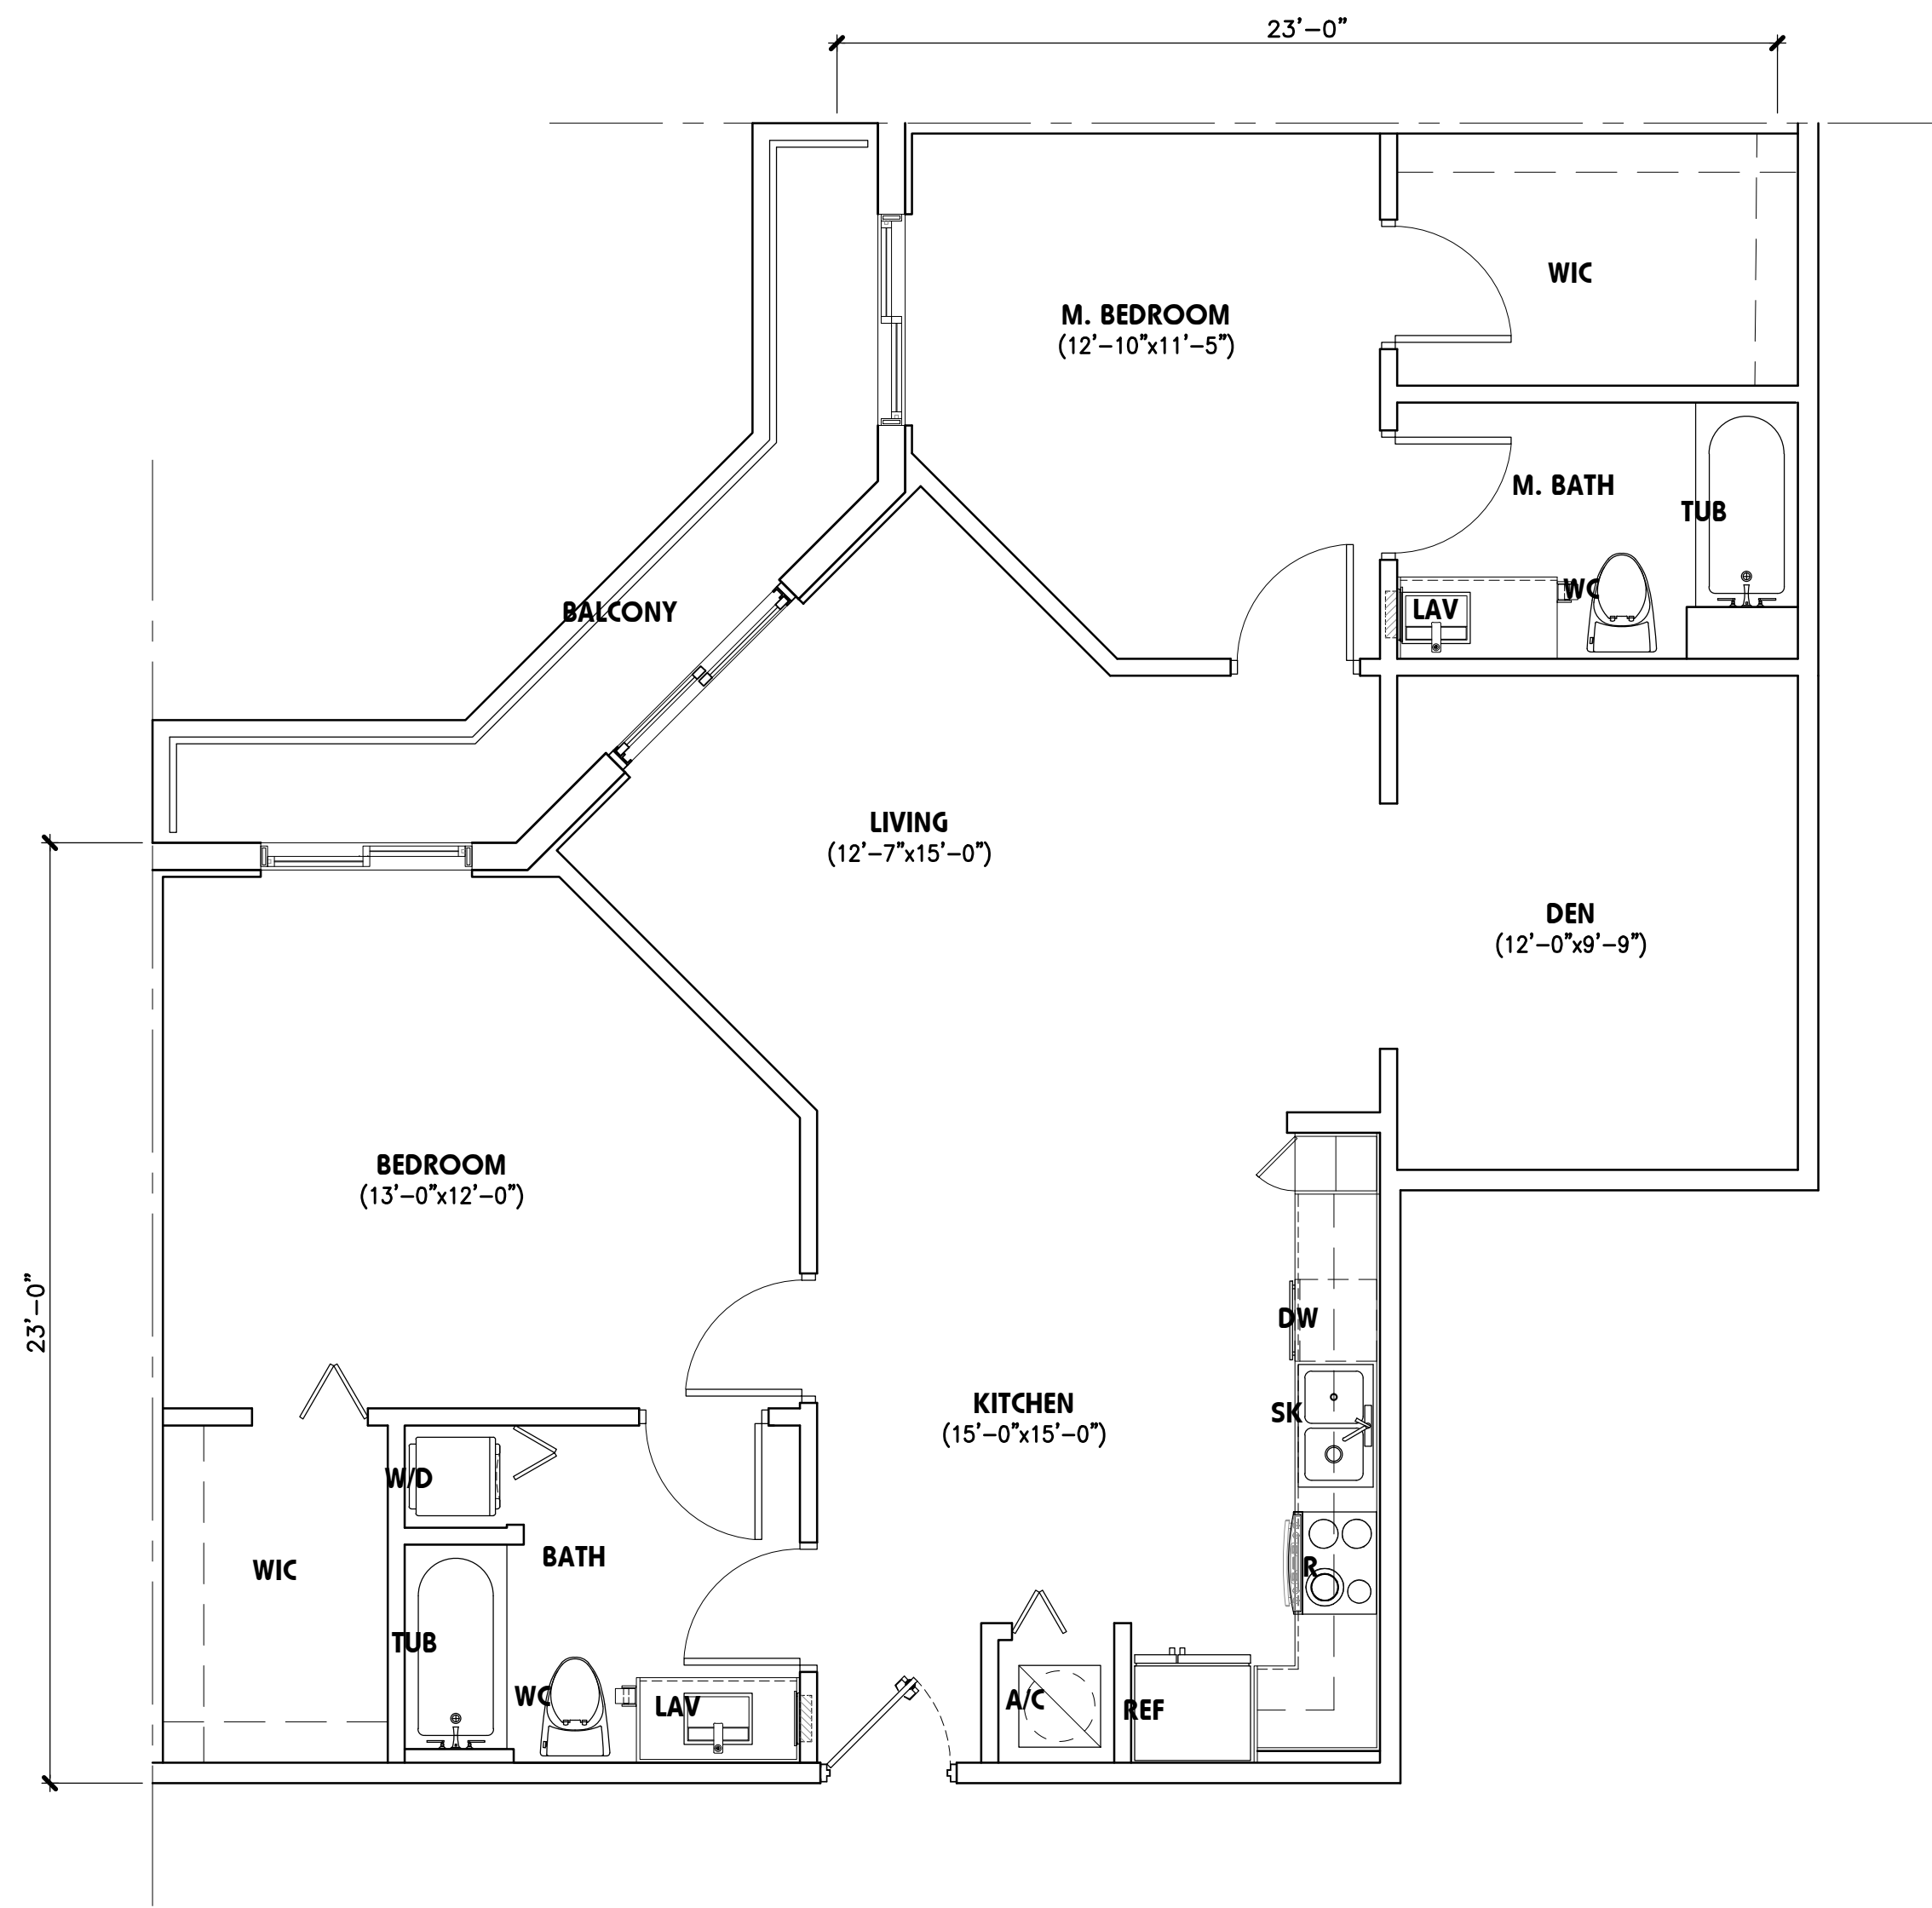 23'-0"
WIC
M. BEDROOM
(12'-10"x11'-5")
M. BATH
TUB
WC
LAV
BALCONY
LIVING
(12'-7"x15'-0")
DEN
(12'-0"x9'-9")
BEDROOM
(13'-0"x12'-0")
23'-0"
DW
KITCHEN
(15'-0"x15'-0")
SK
W/D
BATH
WIC
R
TUB
WC
LAV
A/C
REF